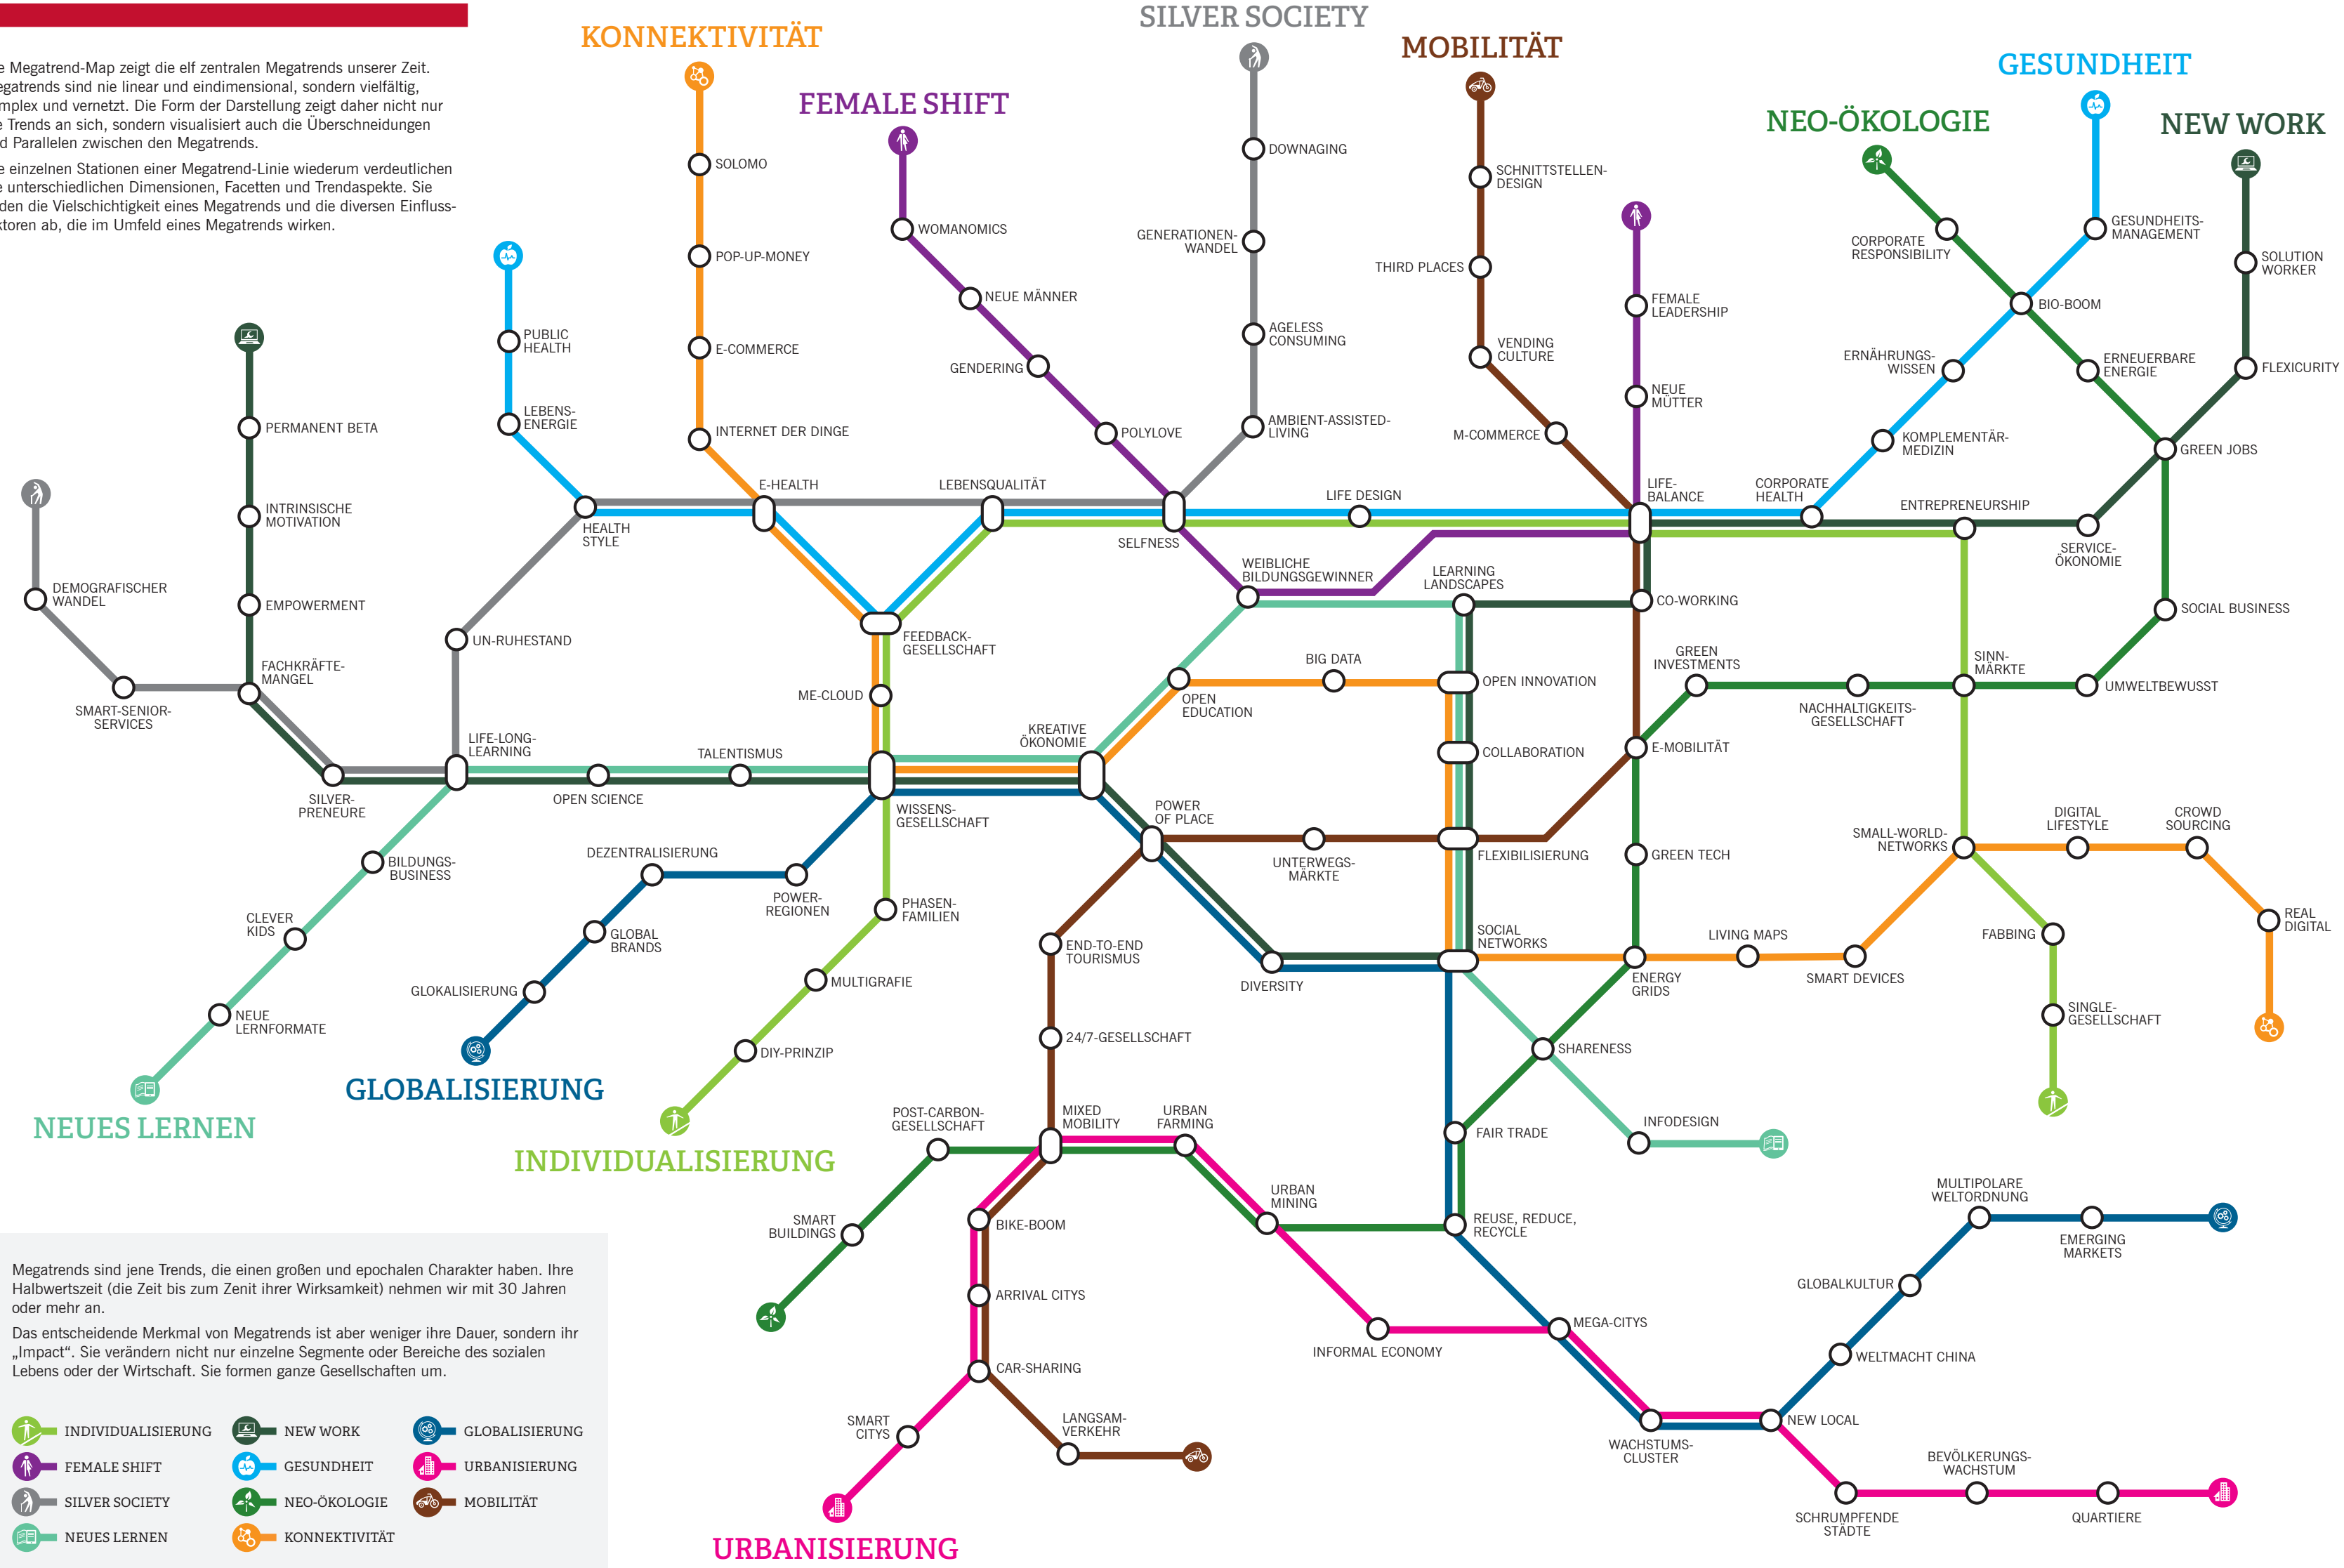 SILVER SOCIETY
KONNEKTIVITÄT
MOBILITÄT
GESUNDHEIT
FEMALE SHIFT
NEO-ÖKOLOGIE
NEW WORK
e Megatrend-Map zeigt die elf zentralen Megatrends unserer Zeit.
egatrends sind nie linear und eindimensional, sondern vielfältig,
mplex und vernetzt. Die Form der Darstellung zeigt daher nicht nur
e Trends an sich, sondern visualisiert auch die Überschneidungen
d Parallelen zwischen den Megatrends.
e einzelnen Stationen einer Megatrend-Linie wiederum verdeutlichen
e unterschiedlichen Dimensionen, Facetten und Trendaspekte. Sie
den die Vielschichtigkeit eines Megatrends und die diversen Einfluss-
ktoren ab, die im Umfeld eines Megatrends wirken.
SOLOMO
POP-UP-MONEY
E-COMMERCE
INTERNET DER DINGE
WOMANOMICS
NEUE MÄNNER
GENDERING
POLYLOVE
DOWNAGING
GENERATIONEN-
WANDEL
AGELESS
CONSUMING
AMBIENT-ASSISTED-
LIVING
SCHNITTSTELLEN-
DESIGN
THIRD PLACES
VENDING
CULTURE
M-COMMERCE
FEMALE
LEADERSHIP
NEUE
MÜTTER
CORPORATE
RESPONSIBILITY
GESUNDHEITS-
MANAGEMENT
SOLUTION
WORKER
BIO-BOOM
ERNÄHRUNGS-
WISSEN
ERNEUERBARE
ENERGIE
FLEXICURITY
KOMPLEMENTÄR-
MEDIZIN
GREEN JOBS
PUBLIC
HEALTH
LEBENS-
ENERGIE
PERMANENT BETA
INTRINSISCHE
MOTIVATION
EMPOWERMENT
FACHKRÄFTE-
MANGEL
DEMOGRAFISCHER
WANDEL
SMART-SENIOR-
SERVICES
HEALTH
STYLE
E-HEALTH
LEBENSQUALITÄT
SELFNESS
LIFE DESIGN
LIFE-
BALANCE
CORPORATE
HEALTH
ENTREPRENEURSHIP
SERVICE-
ÖKONOMIE
UN-RUHESTAND
FEEDBACK-
GESELLSCHAFT
WEIBLICHE
BILDUNGSGEWINNER
LEARNING
LANDSCAPES
CO-WORKING
SOCIAL BUSINESS
ME-CLOUD
OPEN
EDUCATION
BIG DATA
OPEN INNOVATION
GREEN
INVESTMENTS
NACHHALTIGKEITS-
GESELLSCHAFT
SINN-
MÄRKTE
UMWELTBEWUSST
SILVER-
PRENEURE
LIFE-LONG-
LEARNING
OPEN SCIENCE
TALENTISMUS
WISSENS-
GESELLSCHAFT
KREATIVE
ÖKONOMIE
COLLABORATION
E-MOBILITÄT
POWER
OF PLACE
UNTERWEGS-
MÄRKTE
FLEXIBILISIERUNG
GREEN TECH
SMALL-WORLD-
NETWORKS
DIGITAL
LIFESTYLE
CROWD
SOURCING
REAL
DIGITAL
BILDUNGS-
BUSINESS
CLEVER
KIDS
NEUE
LERNFORMATE
DEZENTRALISIERUNG
POWER-
REGIONEN
GLOBAL
BRANDS
GLOKALISIERUNG
PHASEN-
FAMILIEN
MULTIGRAFIE
DIY-PRINZIP
END-TO-END
TOURISMUS
DIVERSITY
SOCIAL
NETWORKS
ENERGY
GRIDS
LIVING MAPS
SMART DEVICES
FABBING
SINGLE-
GESELLSCHAFT
24/7-GESELLSCHAFT
SHARENESS
INFODESIGN
NEUES LERNEN
GLOBALISIERUNG
INDIVIDUALISIERUNG
POST-CARBON-
GESELLSCHAFT
MIXED
MOBILITY
URBAN
FARMING
FAIR TRADE
SMART
BUILDINGS
BIKE-BOOM
URBAN
MINING
REUSE, REDUCE,
RECYCLE
MULTIPOLARE
WELTORDNUNG
EMERGING
MARKETS
GLOBALKULTUR
ARRIVAL CITYS
INFORMAL ECONOMY
MEGA-CITYS
WELTMACHT CHINA
CAR-SHARING
SMART
CITYS
LANGSAM-
VERKEHR
WACHSTUMS-
CLUSTER
NEW LOCAL
SCHRUMPFENDE
STÄDTE
BEVÖLKERUNGS-
WACHSTUM
QUARTIERE
URBANISIERUNG
Megatrends sind jene Trends, die einen großen und epochalen Charakter haben. Ihre
Halbwertszeit (die Zeit bis zum Zenit ihrer Wirksamkeit) nehmen wir mit 30 Jahren
oder mehr an.
Das entscheidende Merkmal von Megatrends ist aber weniger ihre Dauer, sondern ihr
„Impact“. Sie verändern nicht nur einzelne Segmente oder Bereiche des sozialen
Lebens oder der Wirtschaft. Sie formen ganze Gesellschaften um.
INDIVIDUALISIERUNG
FEMALE SHIFT
SILVER SOCIETY
NEUES LERNEN
NEW WORK
GESUNDHEIT
NEO-ÖKOLOGIE
KONNEKTIVITÄT
GLOBALISIERUNG
URBANISIERUNG
MOBILITÄT